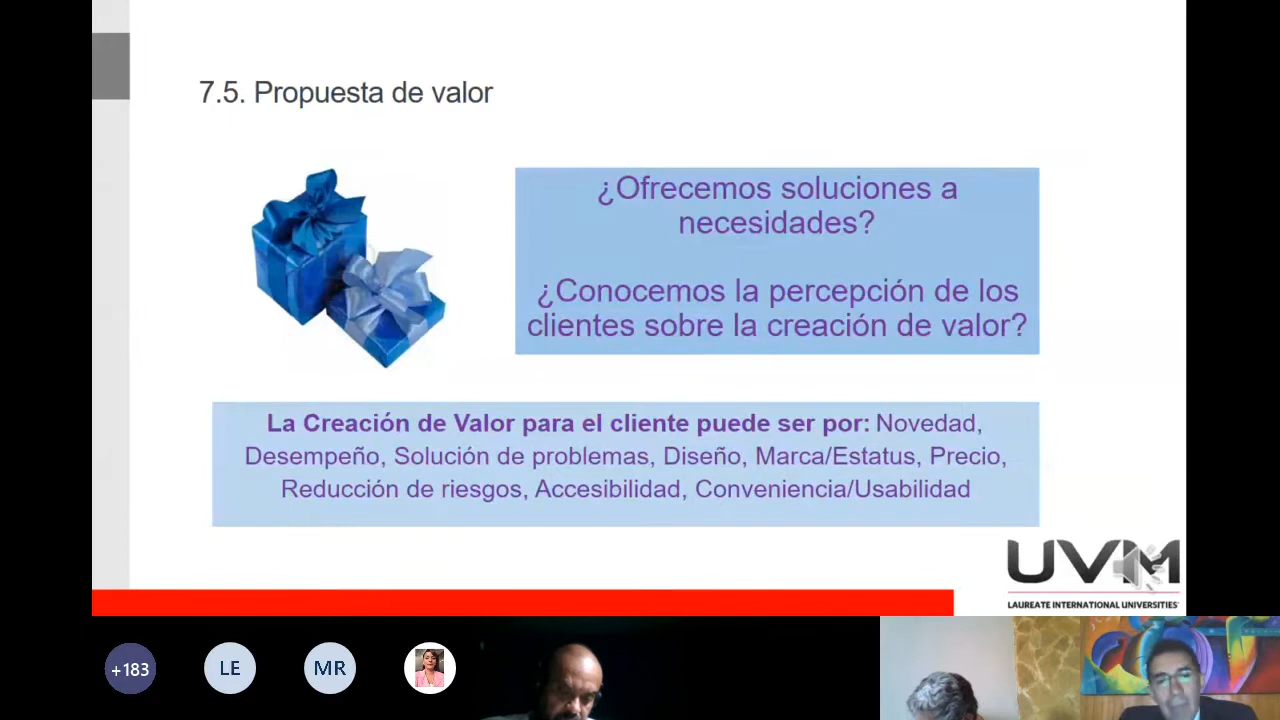 7.5. Propuesta de valor
¿Ofrecemos soluciones a
necesidades?
¿Conocemos la percepción de los
clientes sobre la creación de valor?
La Creación de Valor para el cliente puede ser por: Novedad,
Desempeño, Solución de problemas, Diseño, Marca/Estatus, Precio,
Reducción de riesgos, Accesibilidad, Conveniencia/Usabilidad
UVM
LAUREATE INTERNATIONAL UNIVERSITIES
+183
LE
MR